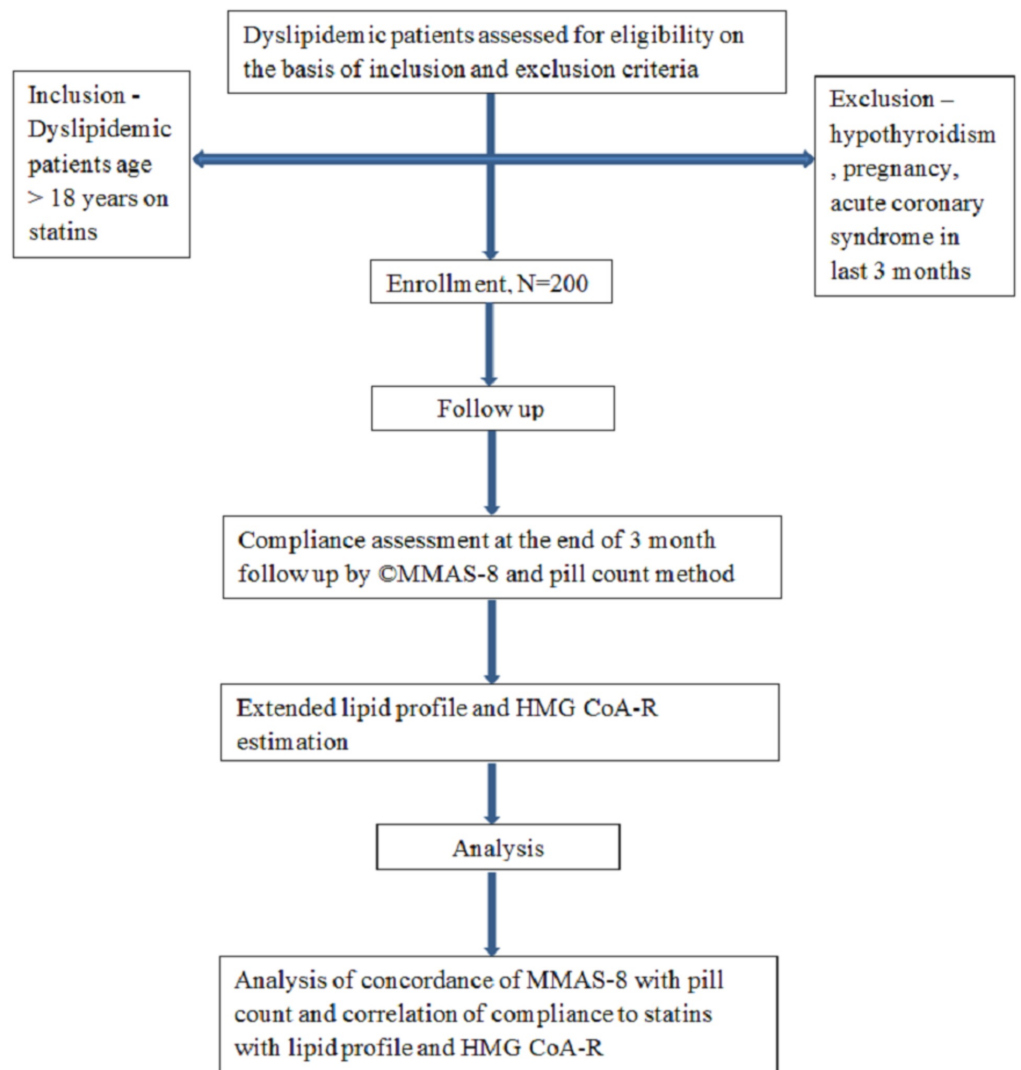 Dyslipidemic patients assessed for eligibility on
the basis of inclusion and exclusion criteria
Inclusion -
Dyslipidemic
patients age
> 18 years on
statins
Exclusion –
hypothyroidism
, pregnancy,
acute coronary
syndrome in
last 3 months
Enrollment, N=200
Follow up
Compliance assessment at the end of 3 month
follow up by ©MMAS-8 and pill count method
Extended lipid profile and HMG CoA-R
estimation
Analysis
Analysis of concordance of MMAS-8 with pill
count and correlation of compliance to statins
with lipid profile and HMG CoA-R